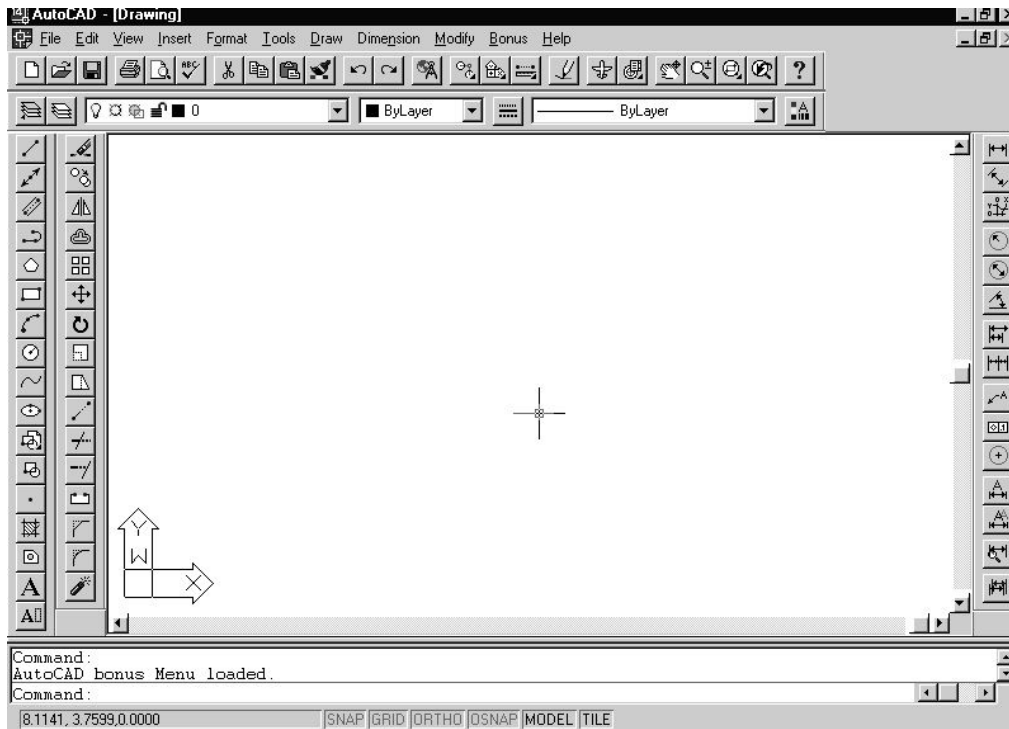 AutoCAD - [Drawing]
File Edit View Insert Format Tools Draw Dimension Modify Bonus Help
ABC ?
0 ByLayer ByLayer
A
A
Y
W
X
Command:
AutoCAD bonus Menu loaded.
Command:
8.1141, 3.7599,0.0000 SNAP GRID ORTHO OSNAP MODEL TILE